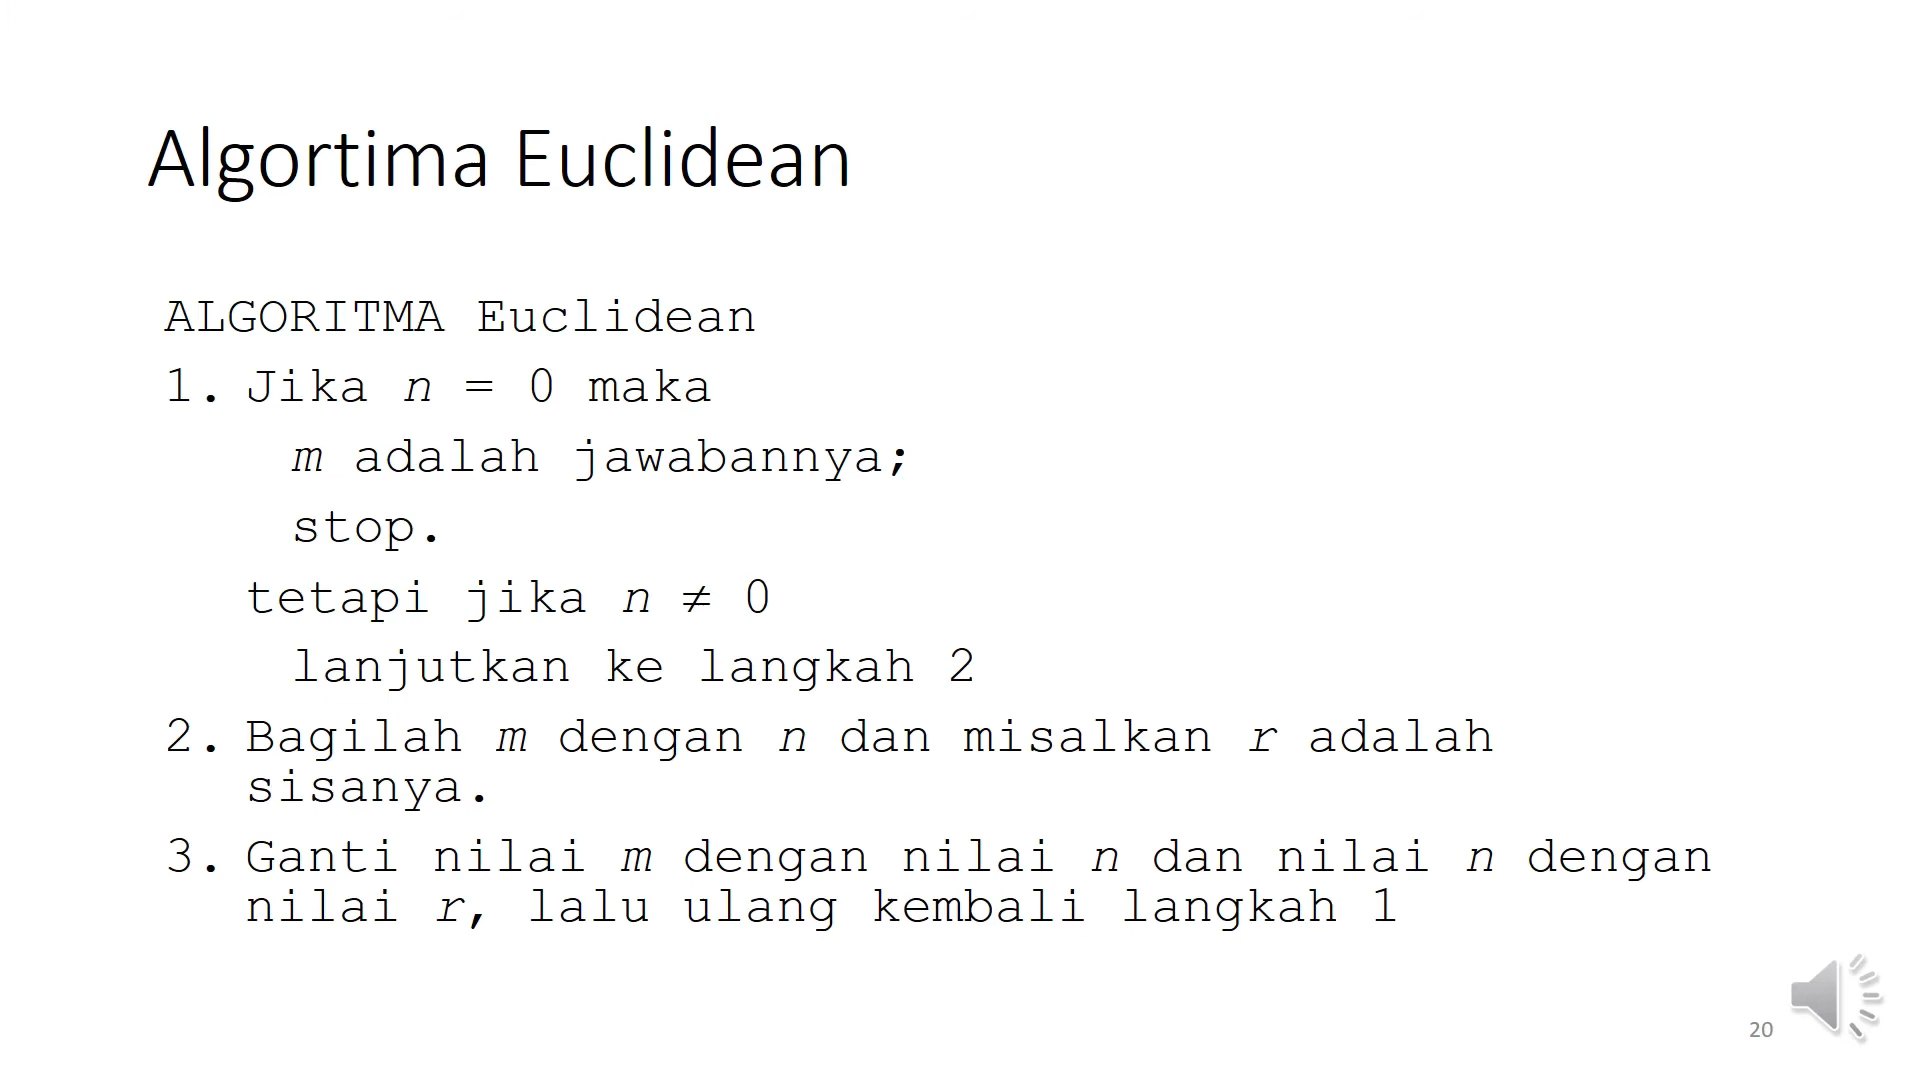 Algortima Euclidean
ALGORITMA Euclidean
1. Jika n = 0 maka
m adalah jawabannya;
stop.
tetapi jika n ≠ 0
lanjutkan ke langkah 2
2. Bagilah m dengan n dan misalkan r adalah
sisanya.
3. Ganti nilai m dengan nilai n dan nilai n dengan
nilai r, lalu ulang kembali langkah 1
20